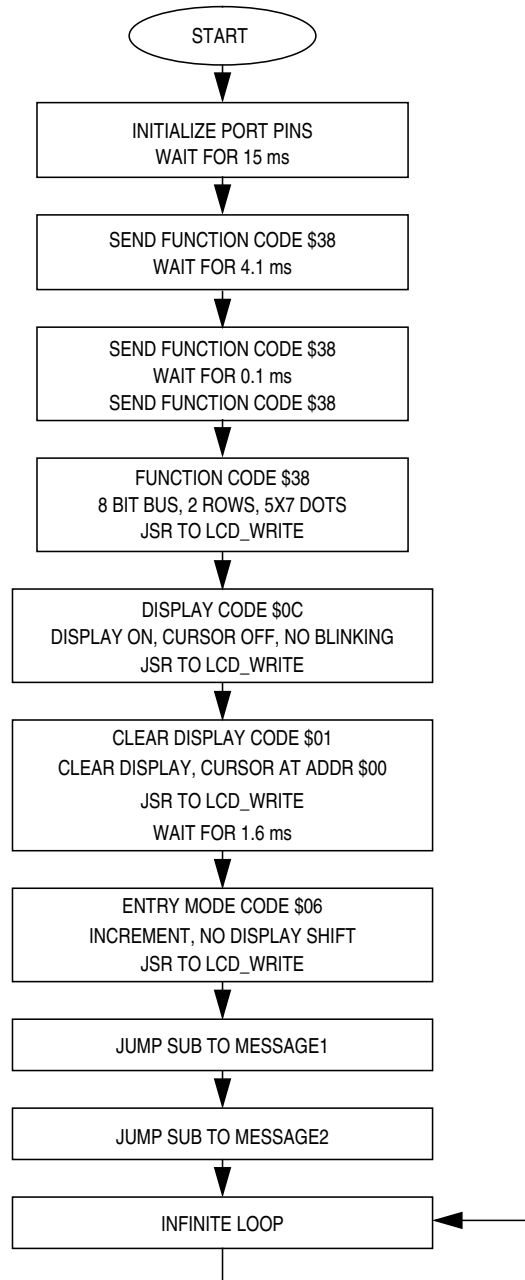 START
INITIALIZE PORT PINS
WAIT FOR 15 ms
SEND FUNCTION CODE $38
WAIT FOR 4.1 ms
SEND FUNCTION CODE $38
WAIT FOR 0.1 ms
SEND FUNCTION CODE $38
FUNCTION CODE $38
8 BIT BUS, 2 ROWS, 5X7 DOTS
JSR TO LCD_WRITE
DISPLAY CODE $0C
DISPLAY ON, CURSOR OFF, NO BLINKING
JSR TO LCD_WRITE
CLEAR DISPLAY CODE $01
CLEAR DISPLAY, CURSOR AT ADDR $00
JSR TO LCD_WRITE
WAIT FOR 1.6 ms
ENTRY MODE CODE $06
INCREMENT, NO DISPLAY SHIFT
JSR TO LCD_WRITE
JUMP SUB TO MESSAGE1
JUMP SUB TO MESSAGE2
INFINITE LOOP